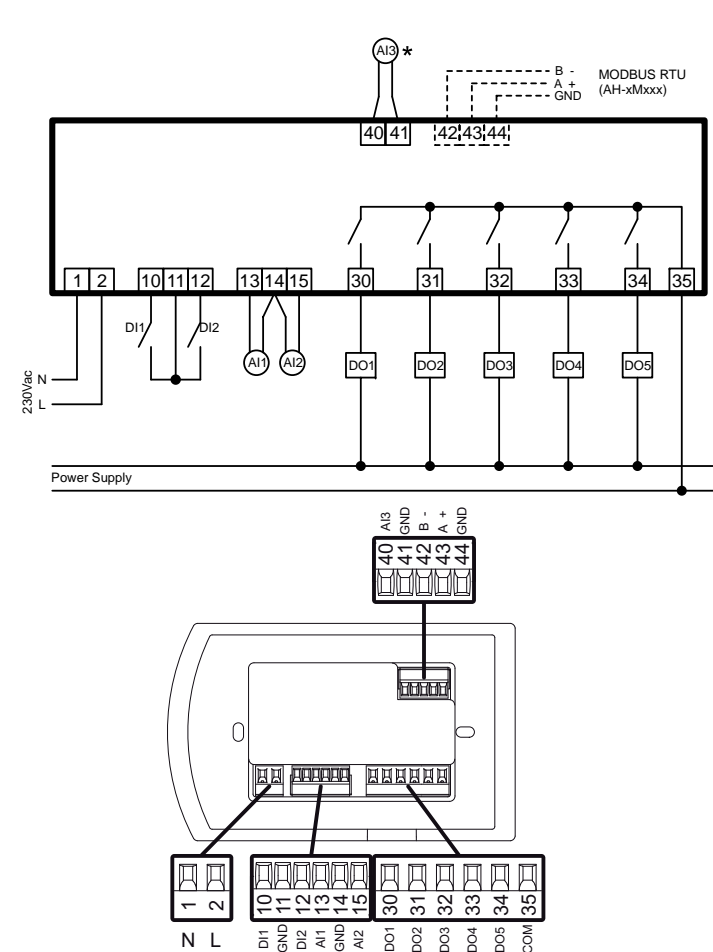 AI3 *
B -
A +
GND
MODBUS RTU
(AH-xMxxx)
40 41 42 43 44
1 2 10 11 12 13 14 15 30 31 32 33 34 35
DI1 DI2
AI1 AI2
DO1 DO2 DO3 DO4 DO5
230Vac
N
L
Power Supply
AI3 GND B - A + GND
40 41 42 43 44
1 2
10 11 12 13 14 15
30 31 32 33 34 35
N L
DI1 GND DI2 AI1 GND AI2
DO1 DO2 DO3 DO4 DO5 COM